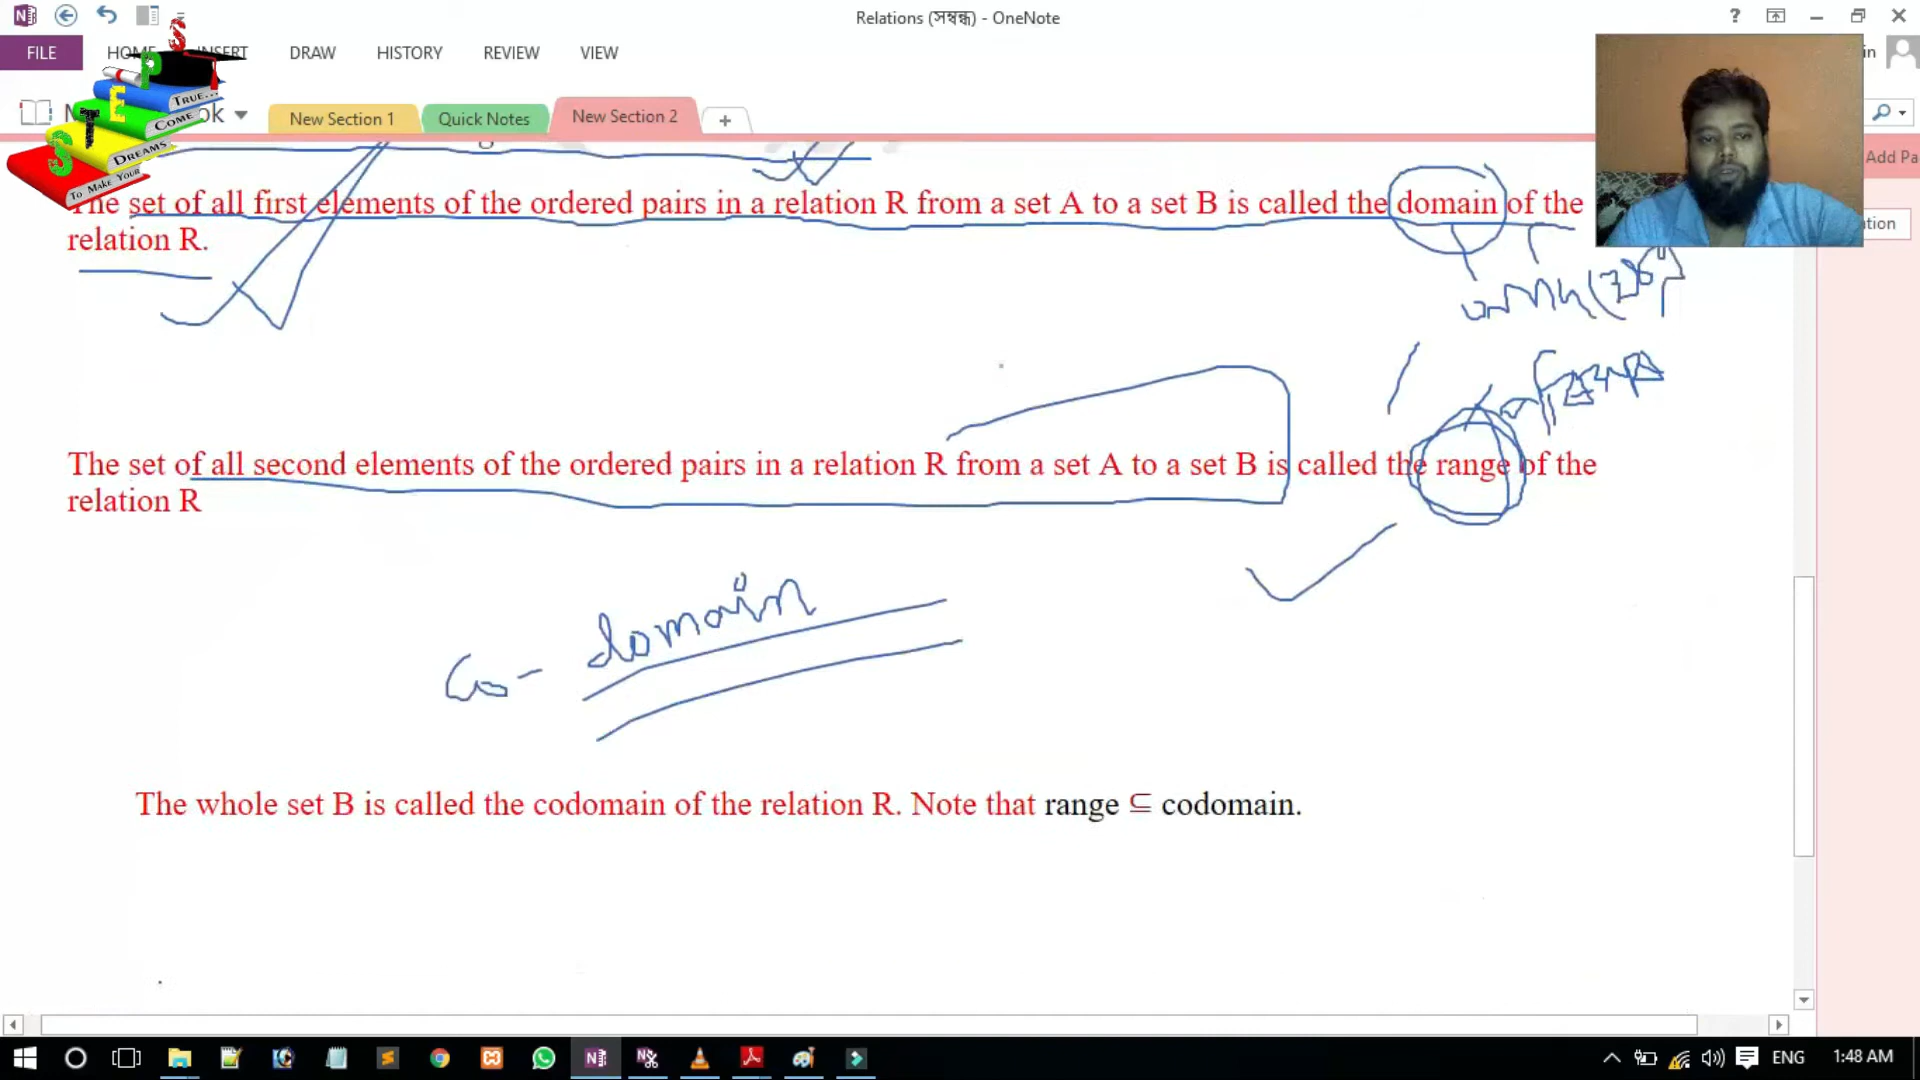 Relations (সম্বন্ধ) - OneNote
FILE HOME INSERT DRAW HISTORY REVIEW VIEW in
New Section 1 Quick Notes New Section 2 +
S T E P S
TRUE...
COME
DREAMS
TO MAKE YOUR
Add Pa
The set of all first elements of the ordered pairs in a relation R from a set A to a set B is called the domain of the
relation R.
The set of all second elements of the ordered pairs in a relation R from a set A to a set B is called the range of the
relation R
Co- domain
The whole set B is called the codomain of the relation R. Note that range ⊆ codomain.
ENG 1:48 AM